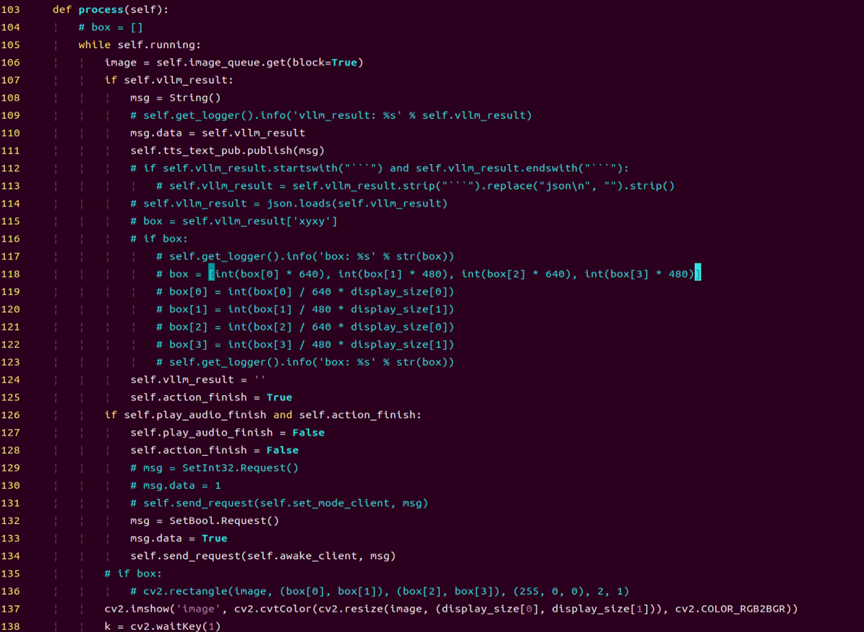 103     def process(self):
104         # box = []
105         while self.running:
106             image = self.image_queue.get(block=True)
107             if self.vllm_result:
108                 msg = String()
109                 # self.get_logger().info('vllm_result: %s' % self.vllm_result)
110                 msg.data = self.vllm_result
111                 self.tts_text_pub.publish(msg)
112                 # if self.vllm_result.startswith("```") and self.vllm_result.endswith("```"):
113                     # self.vllm_result = self.vllm_result.strip("```").replace("json\n", "").strip()
114                 # self.vllm_result = json.loads(self.vllm_result)
115                 # box = self.vllm_result['xyxy']
116                 # if box:
117                     # self.get_logger().info('box: %s' % str(box))
118                     # box = [int(box[0] * 640), int(box[1] * 480), int(box[2] * 640), int(box[3] * 480)]
119                     # box[0] = int(box[0] / 640 * display_size[0])
120                     # box[1] = int(box[1] / 480 * display_size[1])
121                     # box[2] = int(box[2] / 640 * display_size[0])
122                     # box[3] = int(box[3] / 480 * display_size[1])
123                     # self.get_logger().info('box: %s' % str(box))
124                 self.vllm_result = ''
125                 self.action_finish = True
126             if self.play_audio_finish and self.action_finish:
127                 self.play_audio_finish = False
128                 self.action_finish = False
129                 # msg = SetInt32.Request()
130                 # msg.data = 1
131                 # self.send_request(self.set_mode_client, msg)
132                 msg = SetBool.Request()
133                 msg.data = True
134                 self.send_request(self.awake_client, msg)
135             # if box:
136                 # cv2.rectangle(image, (box[0], box[1]), (box[2], box[3]), (255, 0, 0), 2, 1)
137             cv2.imshow('image', cv2.cvtColor(cv2.resize(image, (display_size[0], display_size[1])), cv2.COLOR_RGB2BGR))
138             k = cv2.waitKey(1)